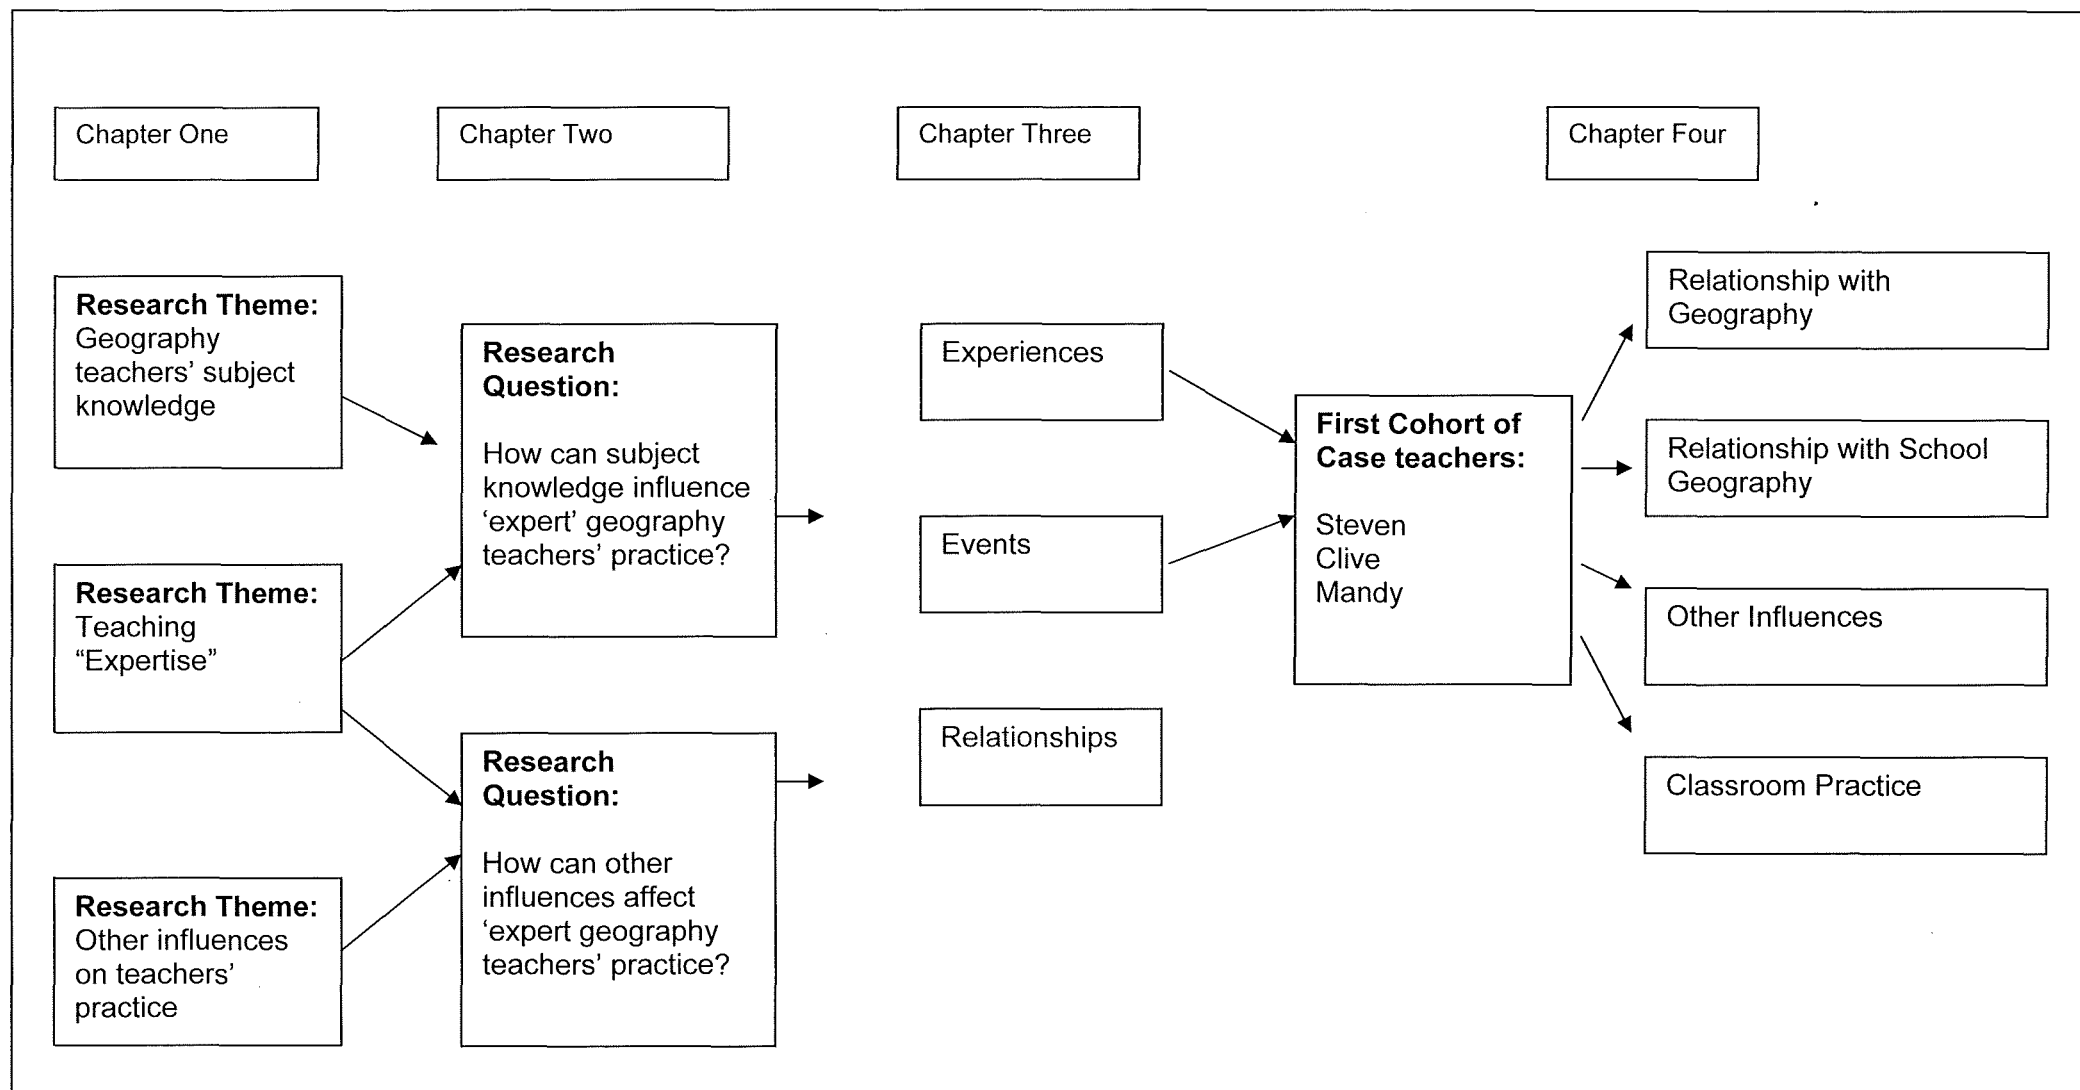 Chapter One
Chapter Two
Chapter Three
Chapter Four
Research Theme:
Geography
teachers’ subject
knowledge
Research Theme:
Teaching
“Expertise”
Research Theme:
Other influences
on teachers’
practice
Research
Question:
How can subject
knowledge influence
‘expert’ geography
teachers’ practice?
Research
Question:
How can other
influences affect
‘expert geography
teachers’ practice?
Experiences
Events
Relationships
First Cohort of
Case teachers:
Steven
Clive
Mandy
Relationship with
Geography
Relationship with School
Geography
Other Influences
Classroom Practice